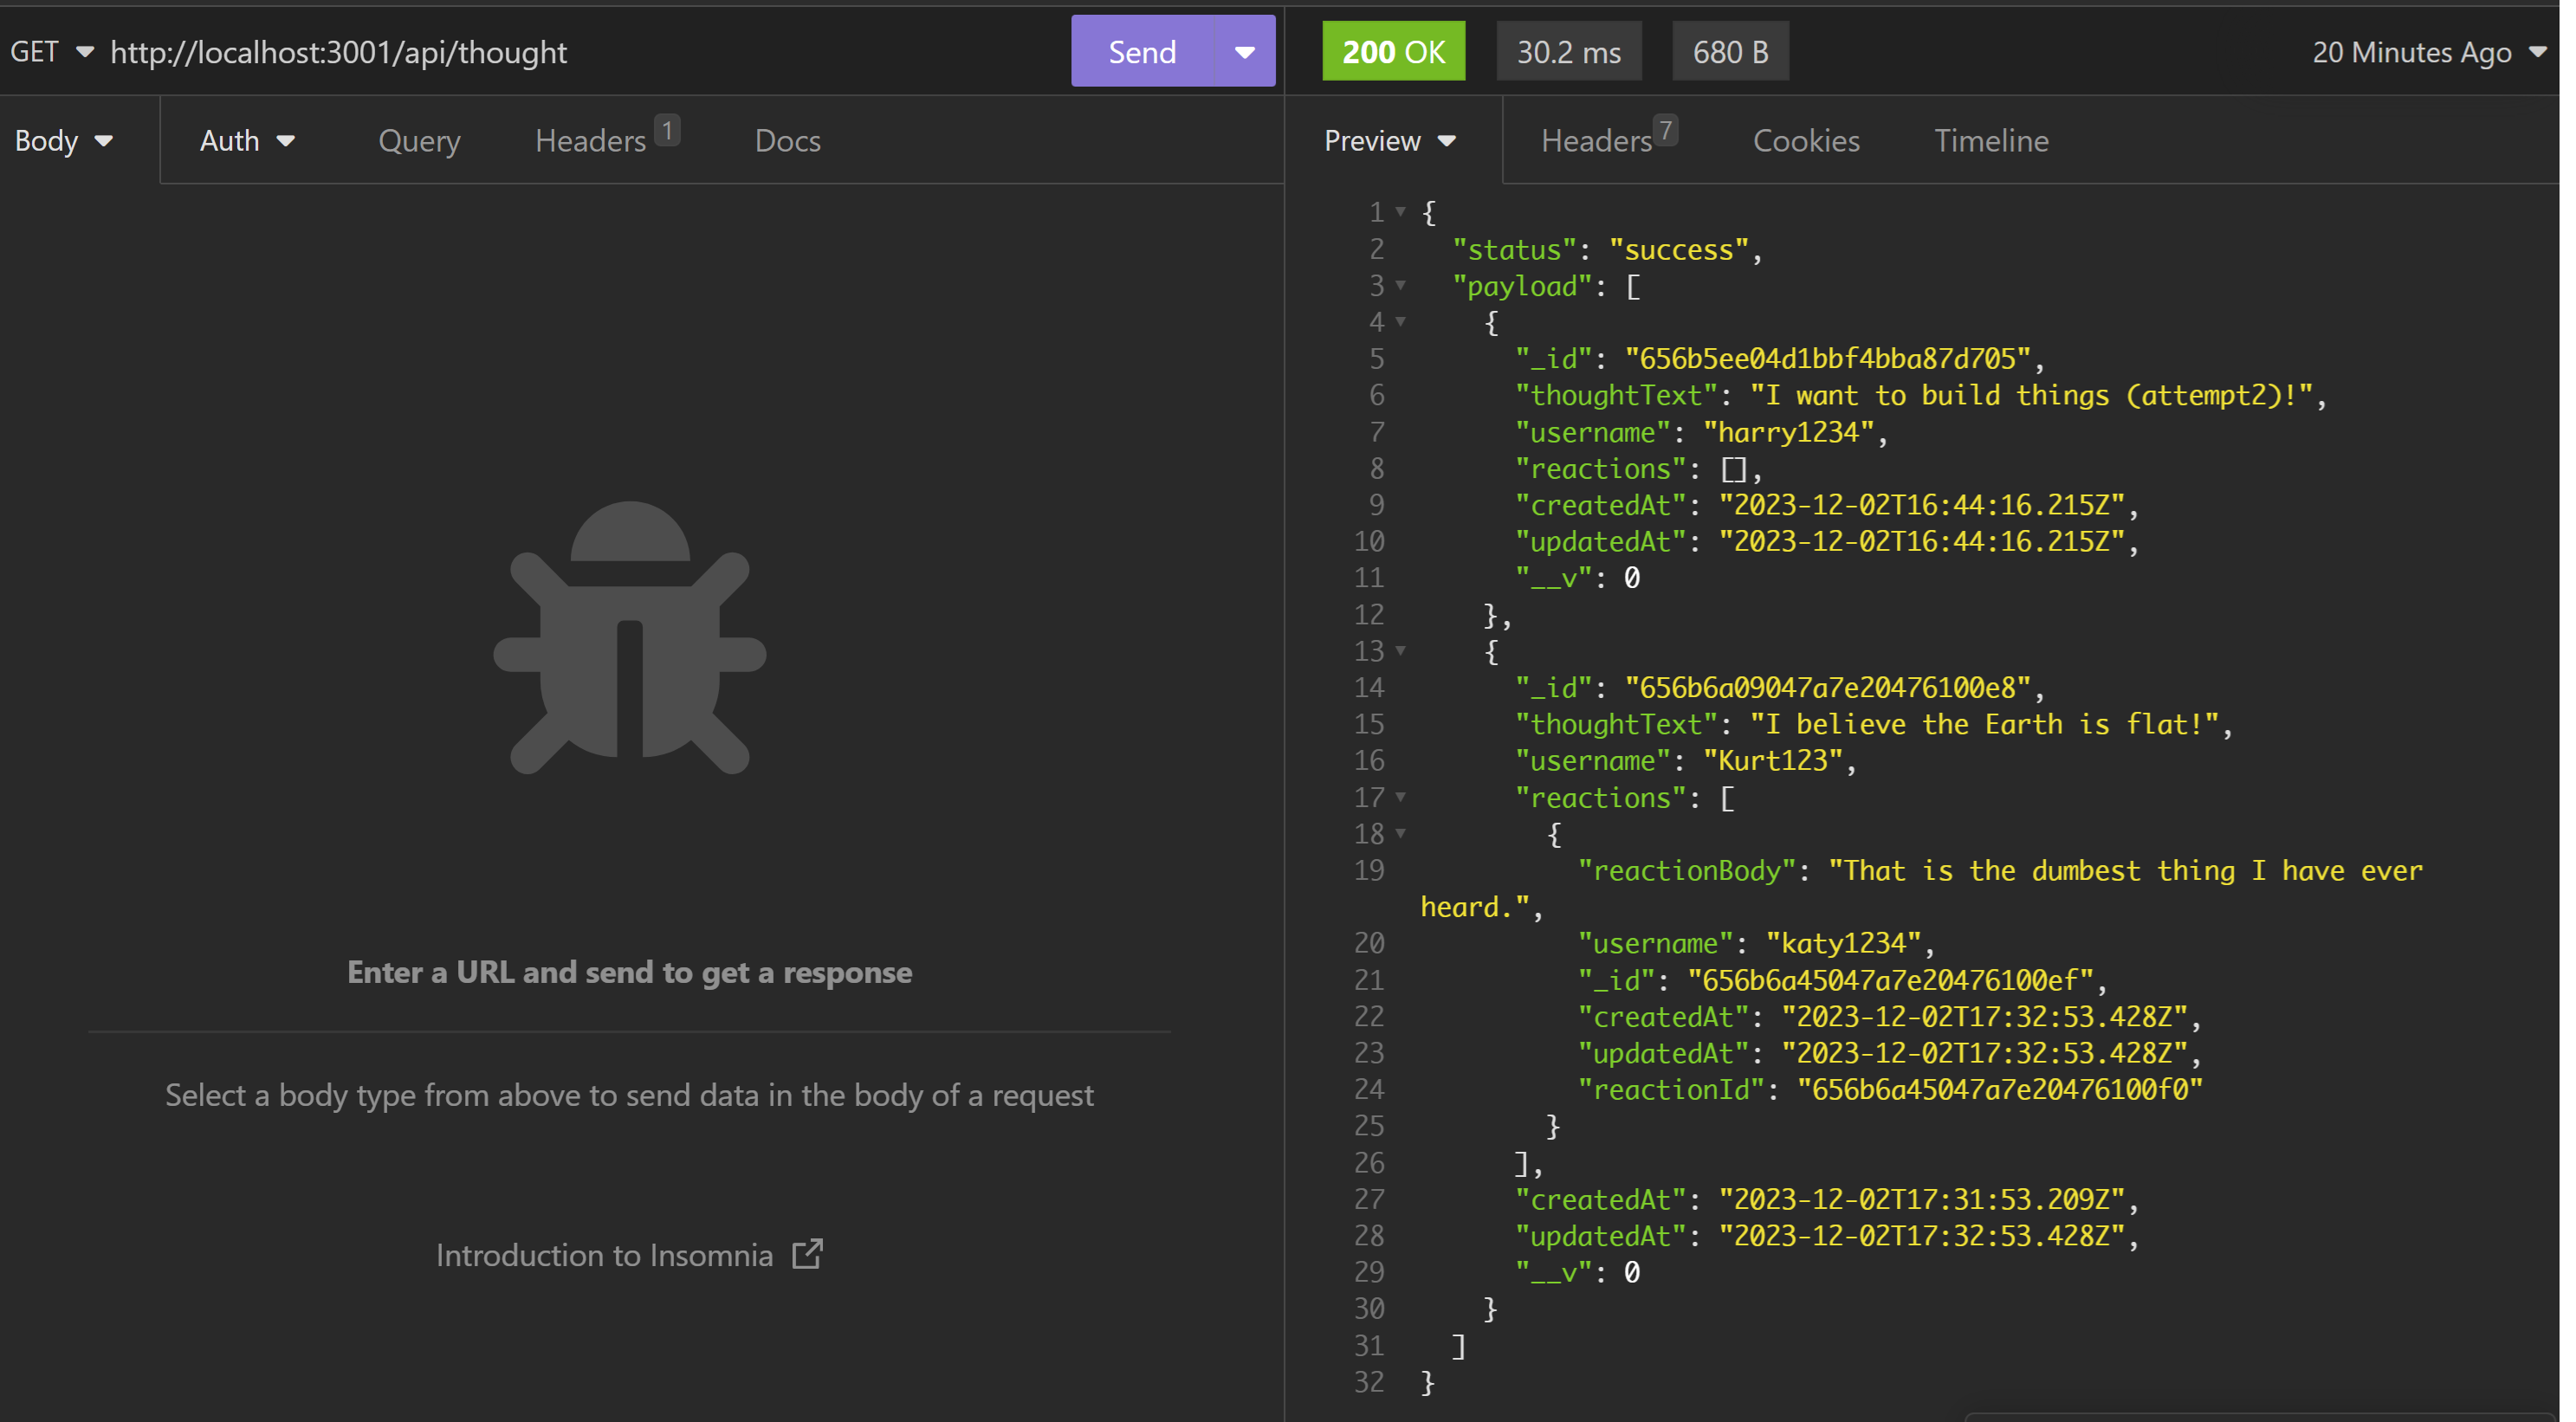 GET http://localhost:3001/api/thought Send
200 OK 30.2 ms 680 B 20 Minutes Ago
Body Auth Query Headers 1 Docs
Preview Headers 7 Cookies Timeline
Enter a URL and send to get a response
Select a body type from above to send data in the body of a request
Introduction to Insomnia
1 {
2 "status": "success",
3 "payload": [
4 {
5 "_id": "656b5ee04d1bbf4bba87d705",
6 "thoughtText": "I want to build things (attempt2)!",
7 "username": "harry1234",
8 "reactions": [],
9 "createdAt": "2023-12-02T16:44:16.215Z",
10 "updatedAt": "2023-12-02T16:44:16.215Z",
11 "__v": 0
12 },
13 {
14 "_id": "656b6a09047a7e20476100e8",
15 "thoughtText": "I believe the Earth is flat!",
16 "username": "Kurt123",
17 "reactions": [
18 {
19 "reactionBody": "That is the dumbest thing I have ever
heard.",
20 "username": "katy1234",
21 "_id": "656b6a45047a7e20476100ef",
22 "createdAt": "2023-12-02T17:32:53.428Z",
23 "updatedAt": "2023-12-02T17:32:53.428Z",
24 "reactionId": "656b6a45047a7e20476100f0"
25 }
26 ],
27 "createdAt": "2023-12-02T17:31:53.209Z",
28 "updatedAt": "2023-12-02T17:32:53.428Z",
29 "__v": 0
30 }
31 ]
32 }